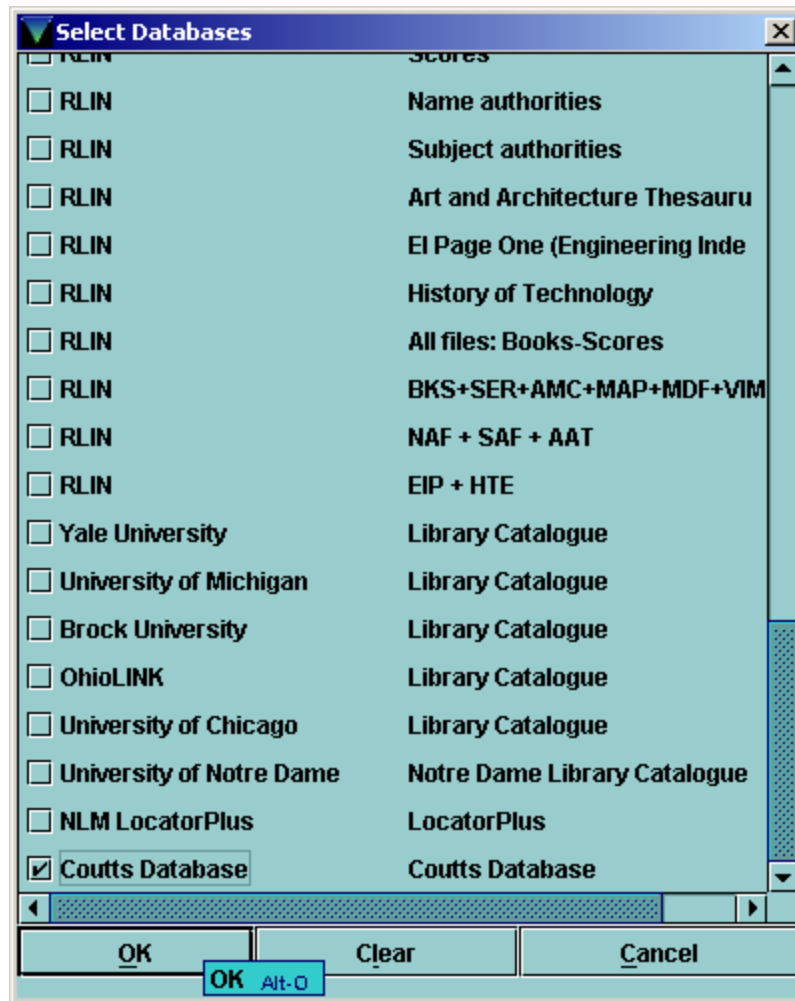 Select Databases
RLIN Scores
RLIN Name authorities
RLIN Subject authorities
RLIN Art and Architecture Thesauru
RLIN EI Page One (Engineering Inde
RLIN History of Technology
RLIN All files: Books-Scores
RLIN BKS+SER+AMC+MAP+MDF+VIM
RLIN NAF + SAF + AAT
RLIN EIP + HTE
Yale University Library Catalogue
University of Michigan Library Catalogue
Brock University Library Catalogue
OhioLINK Library Catalogue
University of Chicago Library Catalogue
University of Notre Dame Notre Dame Library Catalogue
NLM LocatorPlus LocatorPlus
Coutts Database Coutts Database
OK Clear Cancel
OK Alt-O